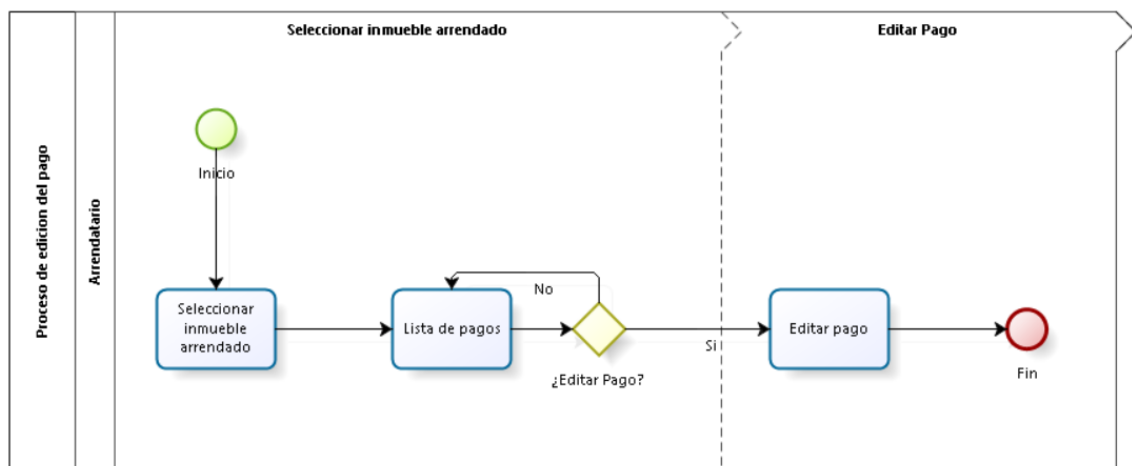 Proceso de edicion del pago
Arrendatario
Seleccionar inmueble arrendado
Editar Pago
Inicio
Seleccionar
inmueble
arrendado
Lista de pagos
No
¿Editar Pago?
Si
Editar pago
Fin